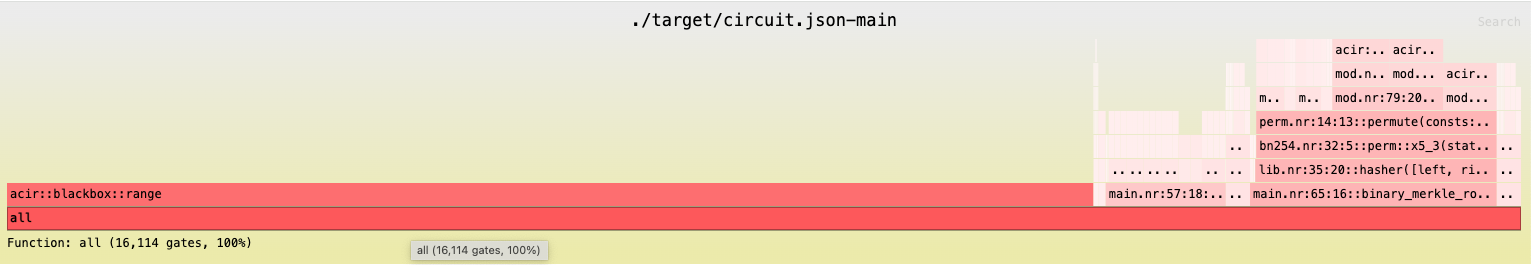 ./target/circuit.json-main
Search
acir:.. acir..
mod.n.. mod... acir..
m.. m.. mod.nr:79:20.. mod...
perm.nr:14:13::permute(consts:..
.. bn254.nr:32:5::perm::x5_3(stat.. ..
.. .. .. .. .. .. lib.nr:35:20::hasher([left, ri.. ..
acir::blackbox::range main.nr:57:18:.. .. main.nr:65:16::binary_merkle_ro.. ..
all
Function: all (16,114 gates, 100%)
all (16,114 gates, 100%)